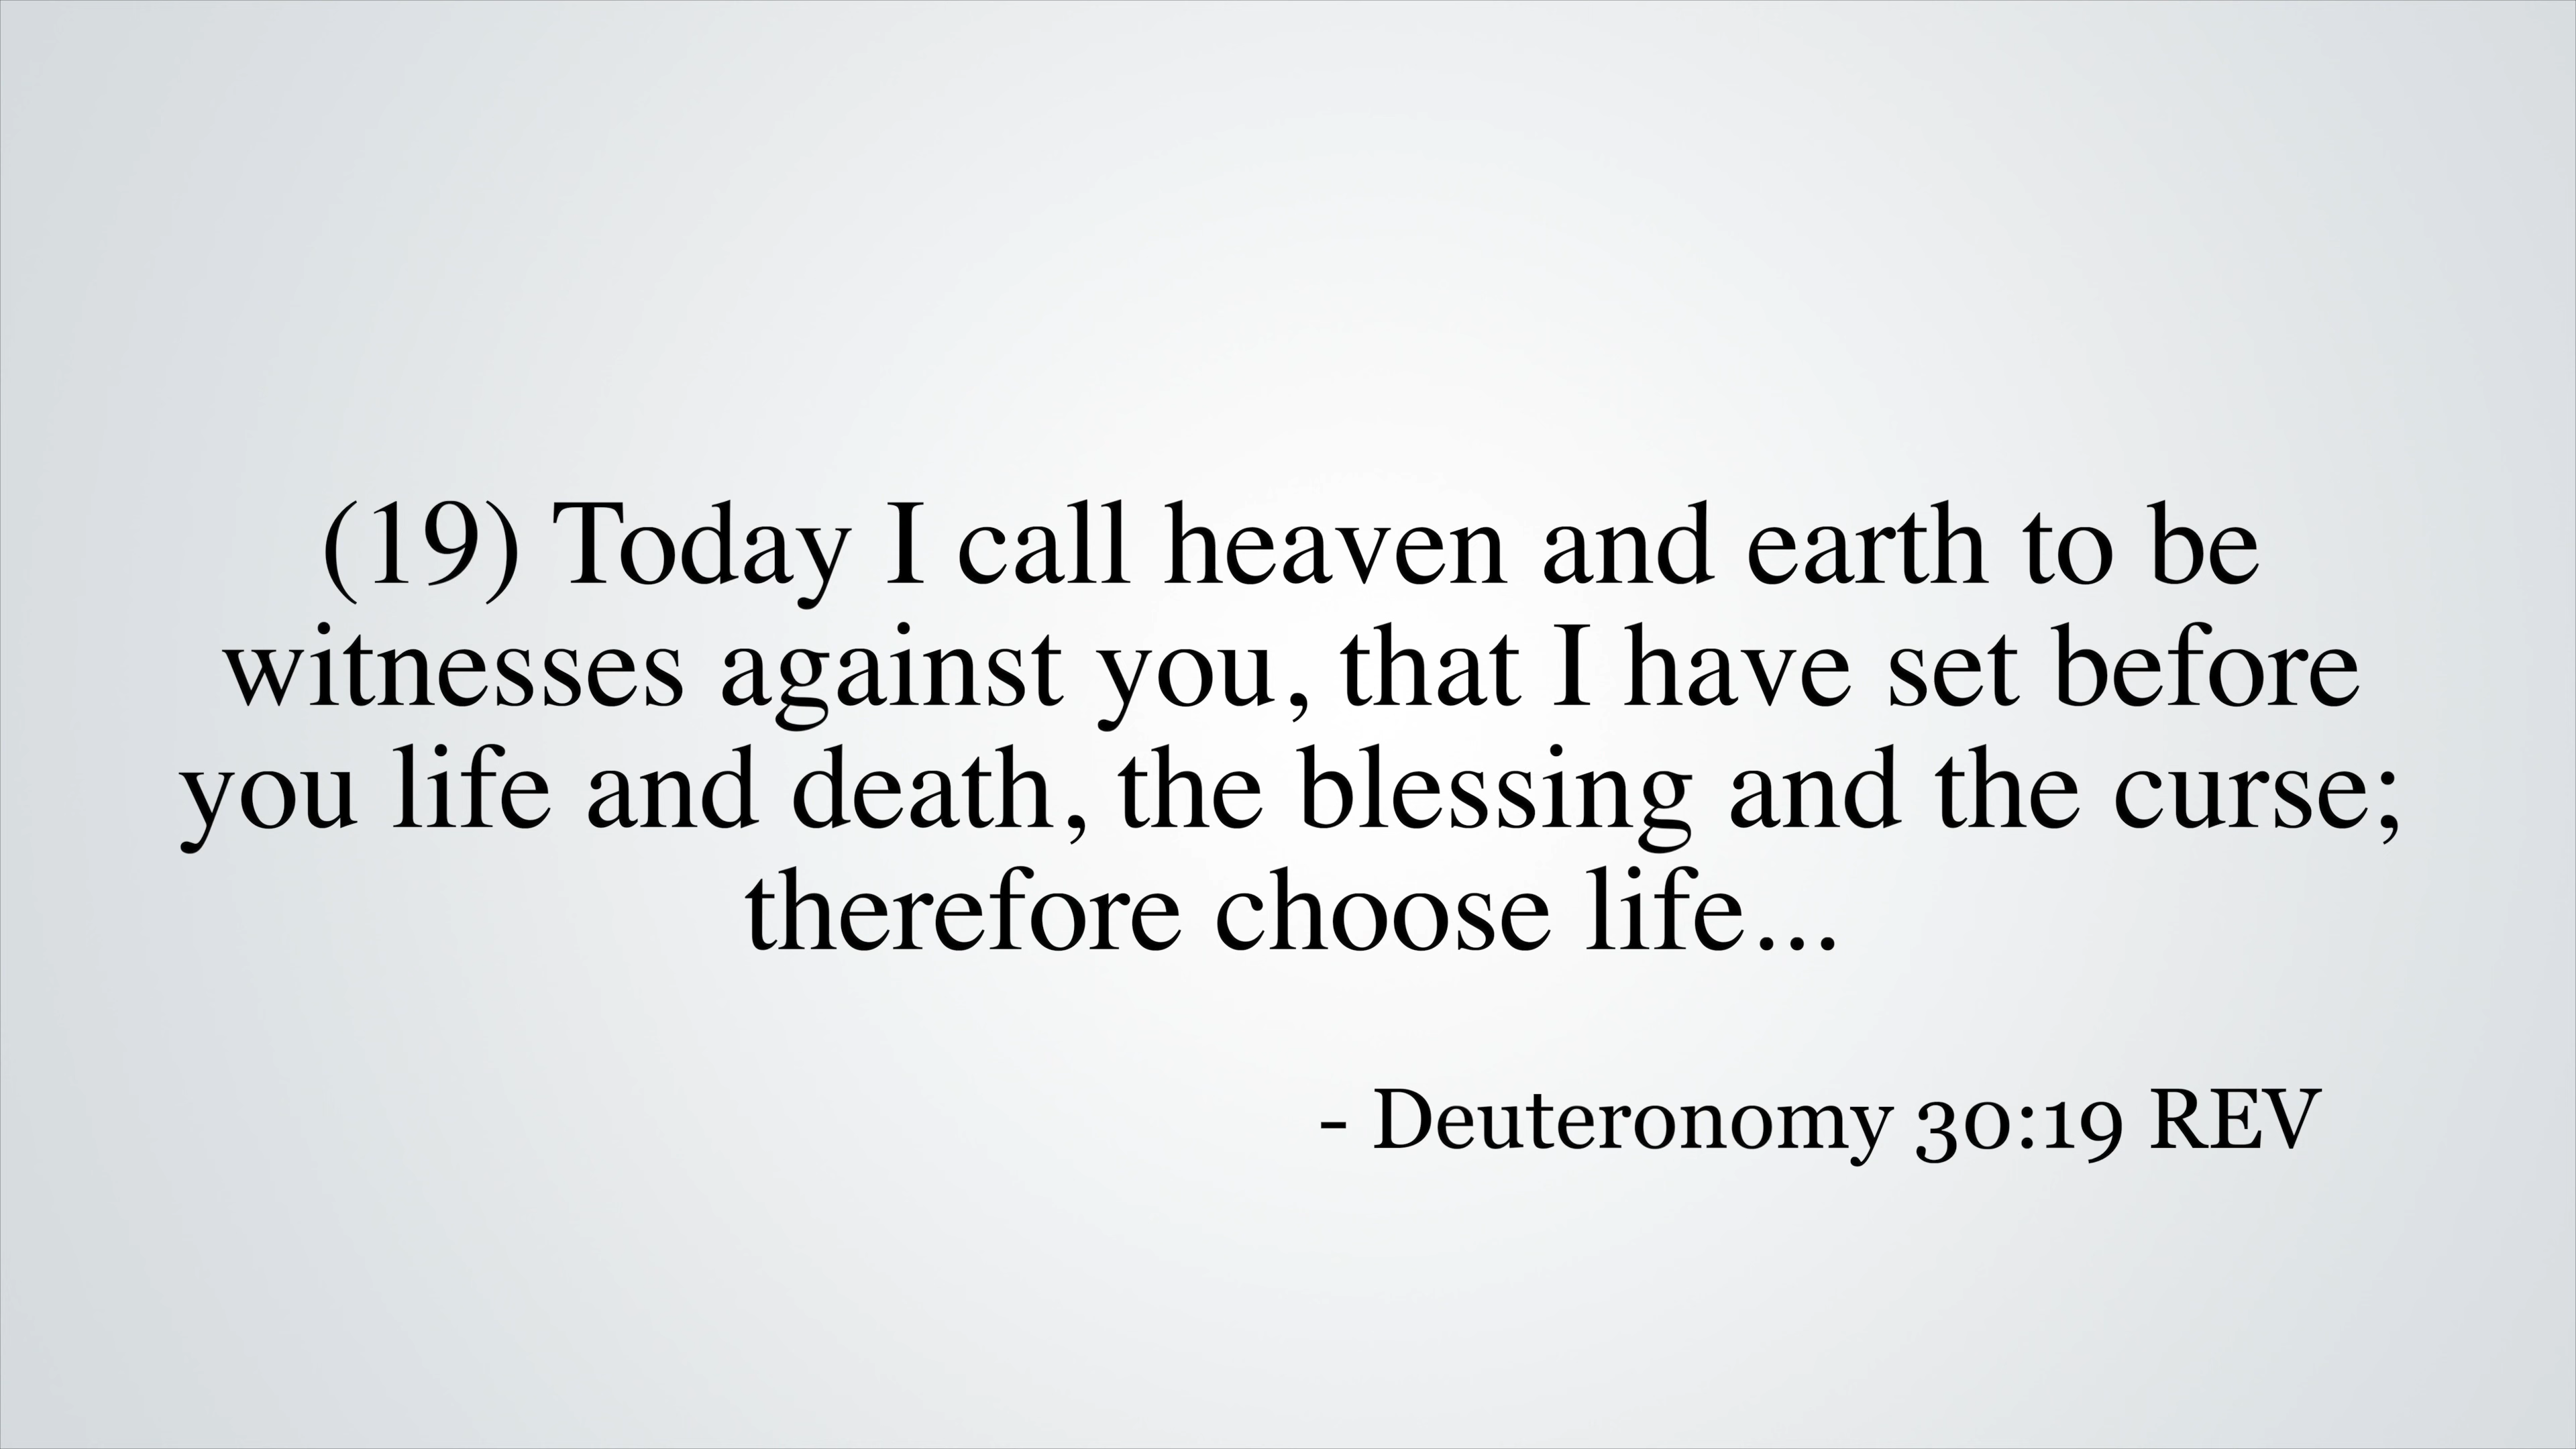 (19) Today I call heaven and earth to be
witnesses against you, that I have set before
you life and death, the blessing and the curse;
therefore choose life...
- Deuteronomy 30:19 REV